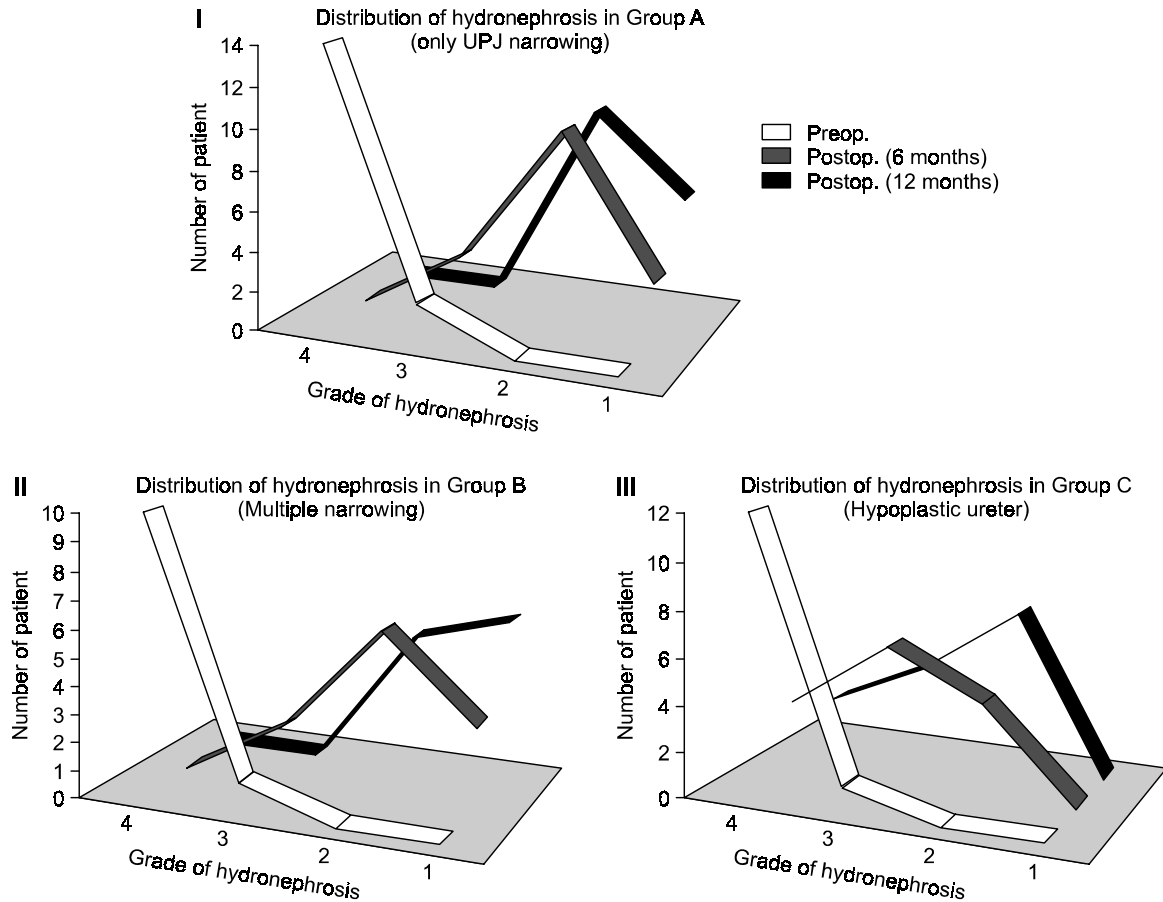 I
Distribution of hydronephrosis in Group A
(only UPJ narrowing)
14
12
10
8
6
4
2
0
Number of patient
4
3
2
1
Grade of hydronephrosis
Preop.
Postop. (6 months)
Postop. (12 months)
II
Distribution of hydronephrosis in Group B
(Multiple narrowing)
10
9
8
7
6
5
4
3
2
1
0
Number of patient
4
3
2
1
Grade of hydronephrosis
III
Distribution of hydronephrosis in Group C
(Hypoplastic ureter)
12
10
8
6
4
2
0
Number of patient
4
3
2
1
Grade of hydronephrosis